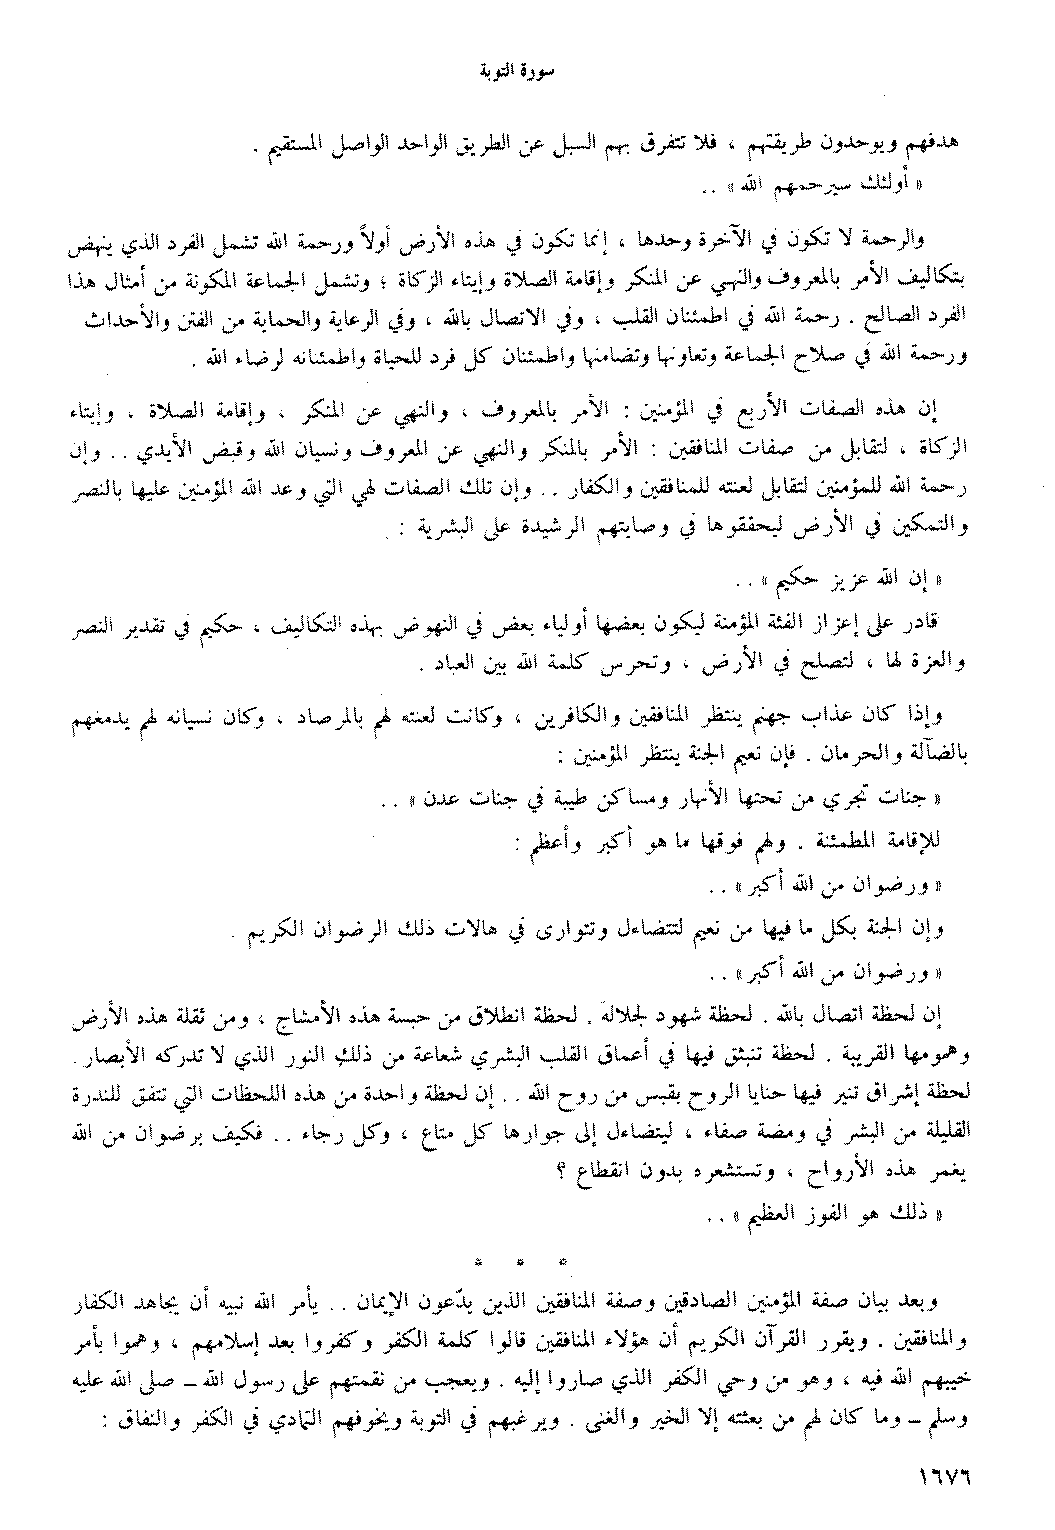 سورة التوبة
هدفهم ويوحدون طريقتهم ، فلا تتفرق بهم السبل عن الطريق الواحد الواصل المستقيم .
« أولئك سيرحمهم الله » ..
والرحمة لا تكون في الآخرة وحدها ، إنما تكون في هذه الأرض أولاً ورحمة الله تشمل الفرد الذي ينهض
بتكاليف الأمر بالمعروف والنهي عن المنكر وإقامة الصلاة وإيتاء الزكاة ؛ وتشمل الجماعة المكونة من أمثال هذا
الفرد الصالح . رحمة الله في اطمئنان القلب ، وفي الاتصال بالله ، وفي الرعاية والحماية من الفتن والأحداث
ورحمة الله في صلاح الجماعة وتعاونها وتضامنها واطمئنان كل فرد للحياة واطمئنانه لرضاء الله .
إن هذه الصفات الأربع في المؤمنين : الأمر بالمعروف ، والنهي عن المنكر ، وإقامة الصلاة ، وإيتاء
الزكاة ، لتقابل من صفات المنافقين : الأمر بالمنكر والنهي عن المعروف ونسيان الله وقبض الأيدي .. وإن
رحمة الله للمؤمنين لتقابل لعنته للمنافقين والكفار .. وإن تلك الصفات لهي التي وعد الله المؤمنين عليها بالنصر
والتمكين في الأرض ليحققوها في وصايتهم الرشيدة على البشرية :
« إن الله عزيز حكيم » ..
قادر على إعزاز الفئة المؤمنة ليكون بعضها أولياء بعض في النهوض بهذه التكاليف ، حكيم في تقدير النصر
والعزة لها ، لتصلح في الأرض ، وتحرس كلمة الله بين العباد .
وإذا كان عذاب جهنم ينتظر المنافقين والكافرين ، وكانت لعنته لهم بالمرصاد ، وكان نسيانه لهم يدمغهم
بالضآلة والحرمان . فإن نعيم الجنة ينتظر المؤمنين :
« جنات تجري من تحتها الأنهار ومساكن طيبة في جنات عدن » ..
للإقامة المطمئنة . ولهم فوقها ما هو أكبر وأعظم :
« ورضوان من الله أكبر » ..
وإن الجنة بكل ما فيها من نعيم لتتضاءل وتتوارى في هالات ذلك الرضوان الكريم .
« ورضوان من الله أكبر » ..
إن لحظة اتصال بالله . لحظة شهود لجلاله . لحظة انطلاق من حبسة هذه الأمشاج ، ومن ثقلة هذه الأرض
وهمومها القريبة . لحظة تنبثق فيها في أعماق القلب البشري شعاعة من ذلك النور الذي لا تدركه الأبصار .
لحظة إشراق تنير فيها حنايا الروح بقبس من روح الله .. إن لحظة واحدة من هذه اللحظات التي تتفق للندرة
القليلة من البشر في ومضة صفاء ، ليتضاءل إلى جوارها كل متاع ، وكل رجاء .. فكيف برضوان من الله
يغمر هذه الأرواح ، وتستشعره بدون انقطاع ؟
« ذلك هو الفوز العظيم » ..
* * *
وبعد بيان صفة المؤمنين الصادقين وصفة المنافقين الذين يدّعون الإيمان .. يأمر الله نبيه أن يجاهد الكفار
والمنافقين . ويقرر القرآن الكريم أن هؤلاء المنافقين قالوا كلمة الكفر وكفروا بعد إسلامهم ، وهموا بأمر
خيبهم الله فيه ، وهو من وحي الكفر الذي صاروا إليه . ويعجب من نقمتهم على رسول الله ــ صلى الله عليه
وسلم ــ وما كان لهم من بعثته إلا الخير والغنى . ويرغبهم في التوبة ويخوفهم التمادي في الكفر والنفاق :
١٦٧٦